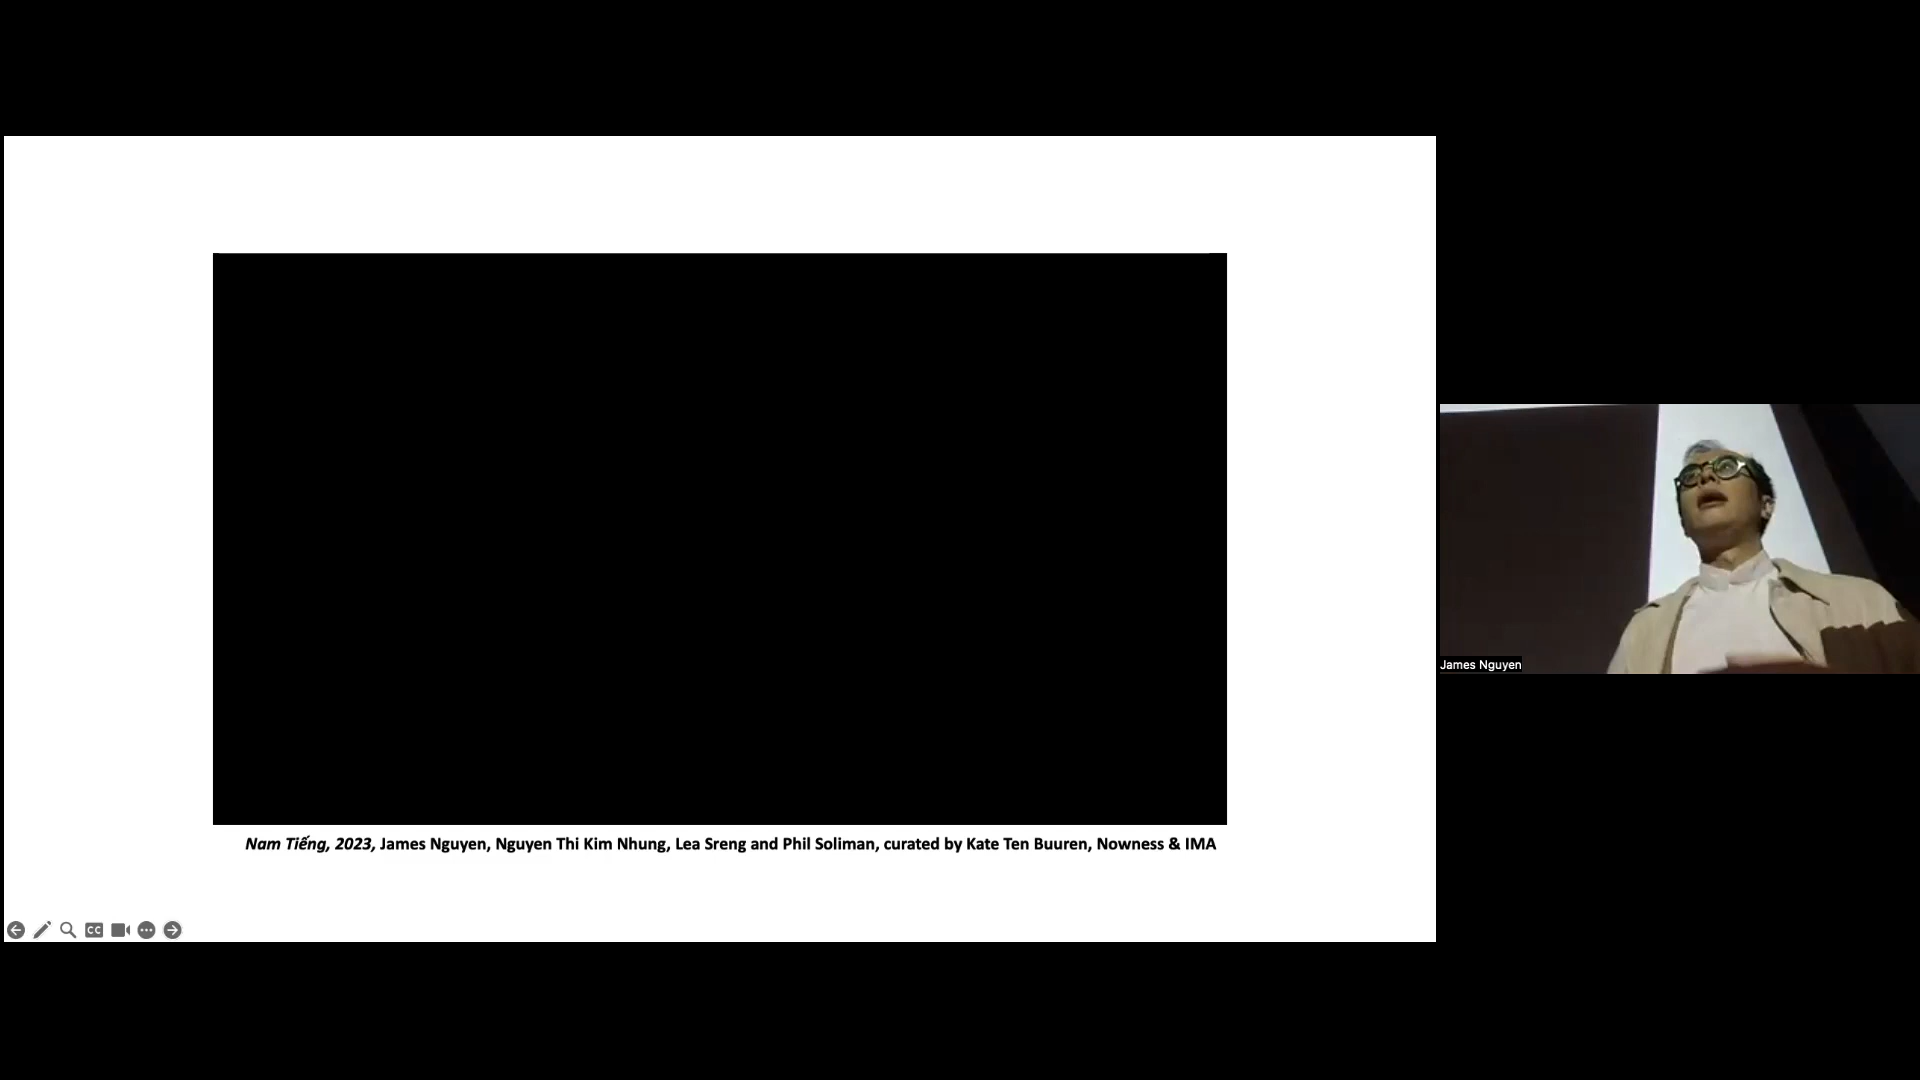 Nam Tiếng, 2023, James Nguyen, Nguyen Thi Kim Nhung, Lea Sreng and Phil Soliman, curated by Kate Ten Buuren, Nowness & IMA
James Nguyen
CC